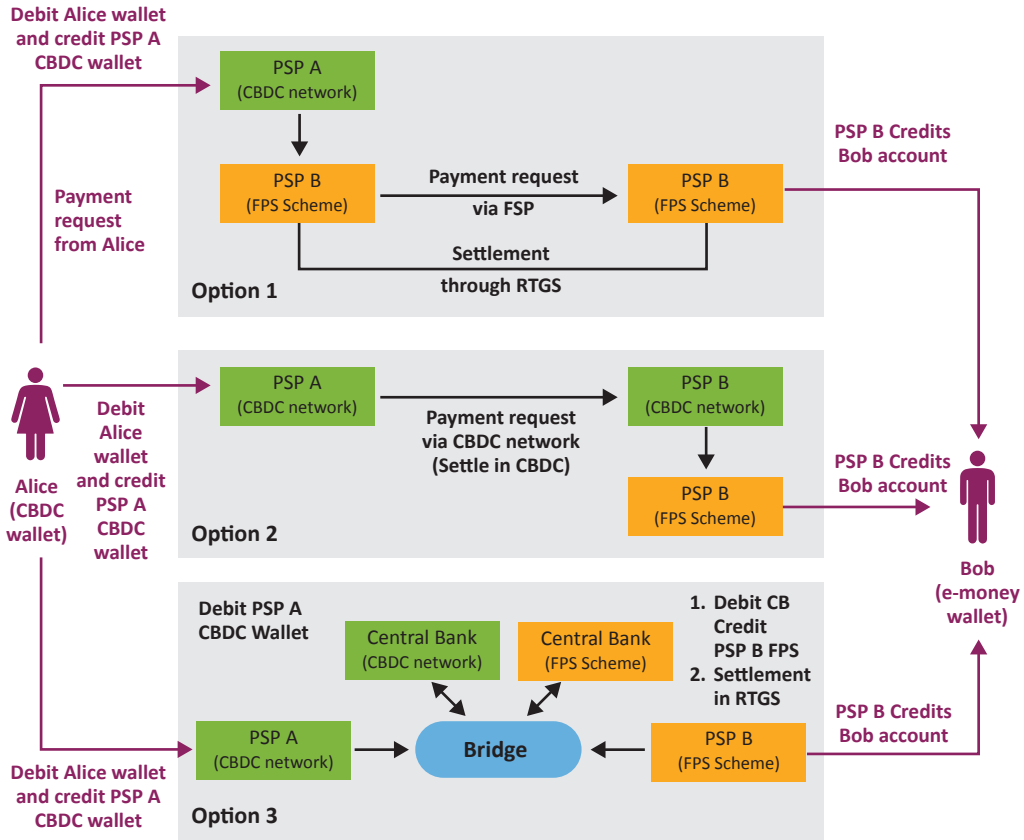 Debit Alice wallet
and credit PSP A
CBDC wallet
PSP A
(CBDC network)
PSP B
(FPS Scheme)
Payment request
via FSP
PSP B
(FPS Scheme)
Settlement
through RTGS
Option 1
Payment
request
from Alice
PSP B Credits
Bob account
Alice
(CBDC
wallet)
Debit
Alice
wallet
and credit
PSP A
CBDC
wallet
PSP A
(CBDC network)
Payment request
via CBDC network
(Settle in CBDC)
PSP B
(CBDC network)
PSP B
(FPS Scheme)
Option 2
PSP B Credits
Bob account
Bob
(e-money
wallet)
Debit PSP A
CBDC Wallet
Central Bank
(CBDC network)
Central Bank
(FPS Scheme)
1. Debit CB
Credit
PSP B FPS
2. Settlement
in RTGS
PSP A
(CBDC network)
Bridge
PSP B
(FPS Scheme)
Option 3
Debit Alice wallet
and credit PSP A
CBDC wallet
PSP B Credits
Bob account